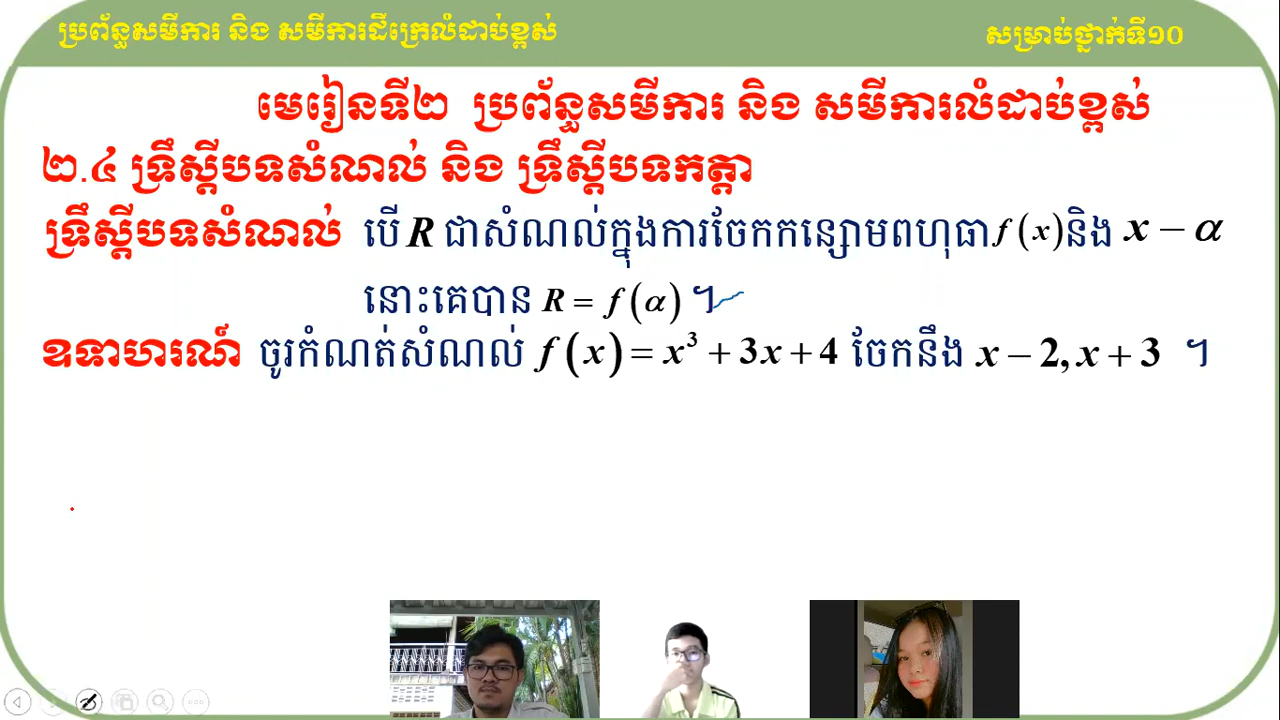 ប្រព័ន្ធសមីការ និង សមីការដឺក្រេលំដាប់ខ្ពស់
សម្រាប់ថ្នាក់ទី១០
មេរៀនទី២ ប្រព័ន្ធសមីការ និង សមីការលំដាប់ខ្ពស់
២.៤ ទ្រឹស្តីបទសំណល់ និង ទ្រឹស្តីបទកត្តា
ទ្រឹស្តីបទសំណល់ បើ R ជាសំណល់ក្នុងការចែកកន្សោមពហុធា f(x) និង x − α
នោះគេបាន R = f(α) ។
ឧទាហរណ៍ ចូរកំណត់សំណល់ f(x) = x³ + 3x + 4 ចែកនឹង x − 2, x + 3 ។